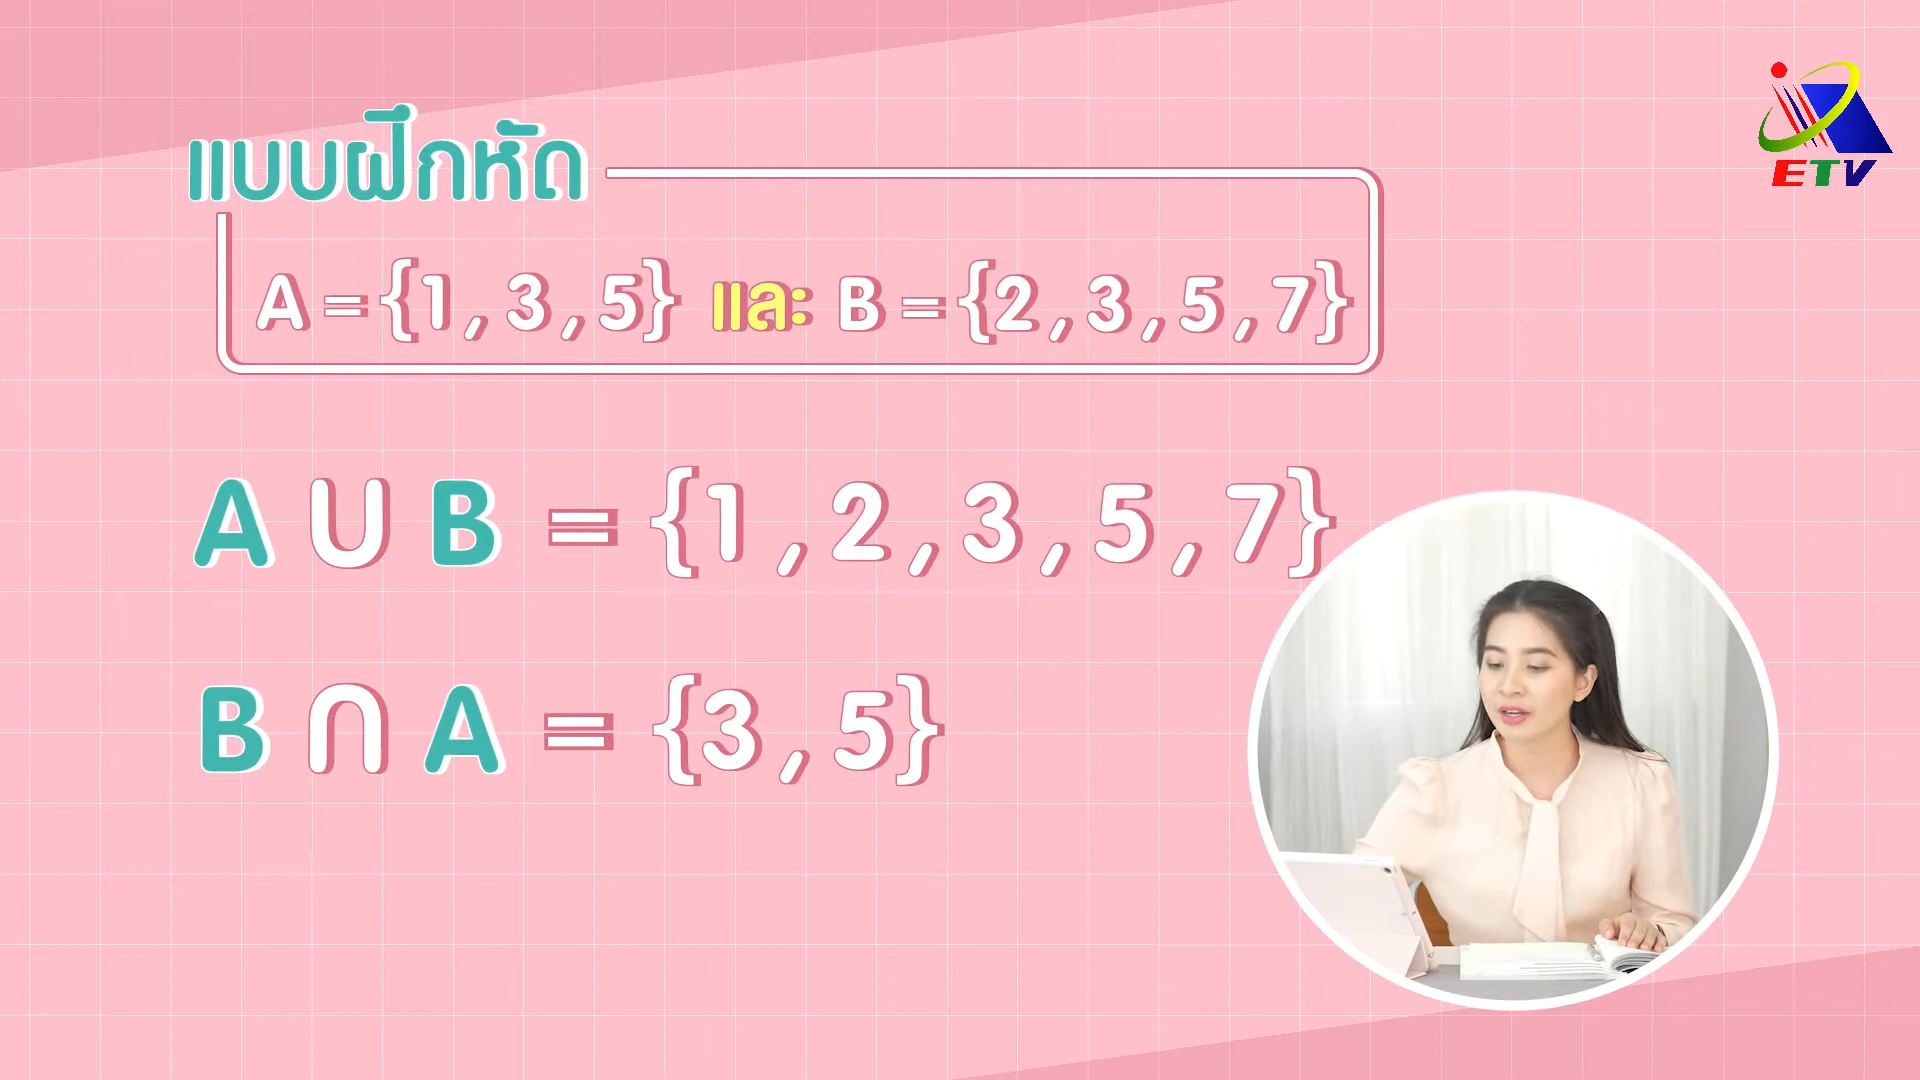 แบบฝึกหัด
A = {1 , 3 , 5} และ B = {2 , 3 , 5 , 7}
A ∪ B = {1 , 2 , 3 , 5 , 7}
B ∩ A = {3 , 5}
ETV